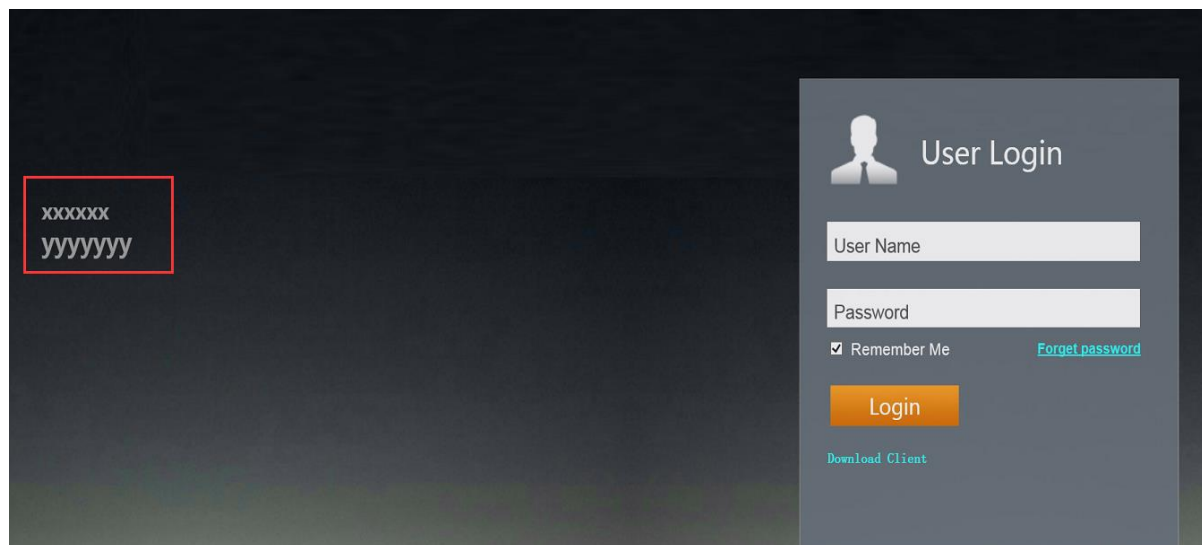 xxxxxx
yyyyyyy
User Login
User Name
Password
Remember Me
Forget password
Login
Download Client